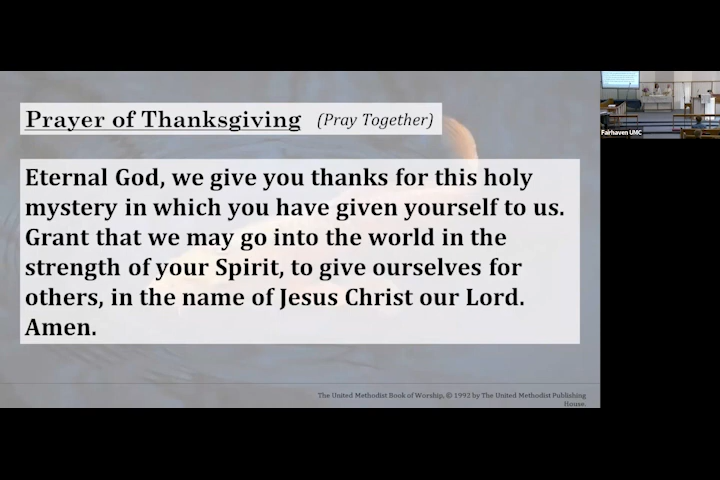 Prayer of Thanksgiving (Pray Together)
Eternal God, we give you thanks for this holy
mystery in which you have given yourself to us.
Grant that we may go into the world in the
strength of your Spirit, to give ourselves for
others, in the name of Jesus Christ our Lord.
Amen.
The United Methodist Book of Worship, © 1992 by The United Methodist Publishing
House.
Fairhaven UMC